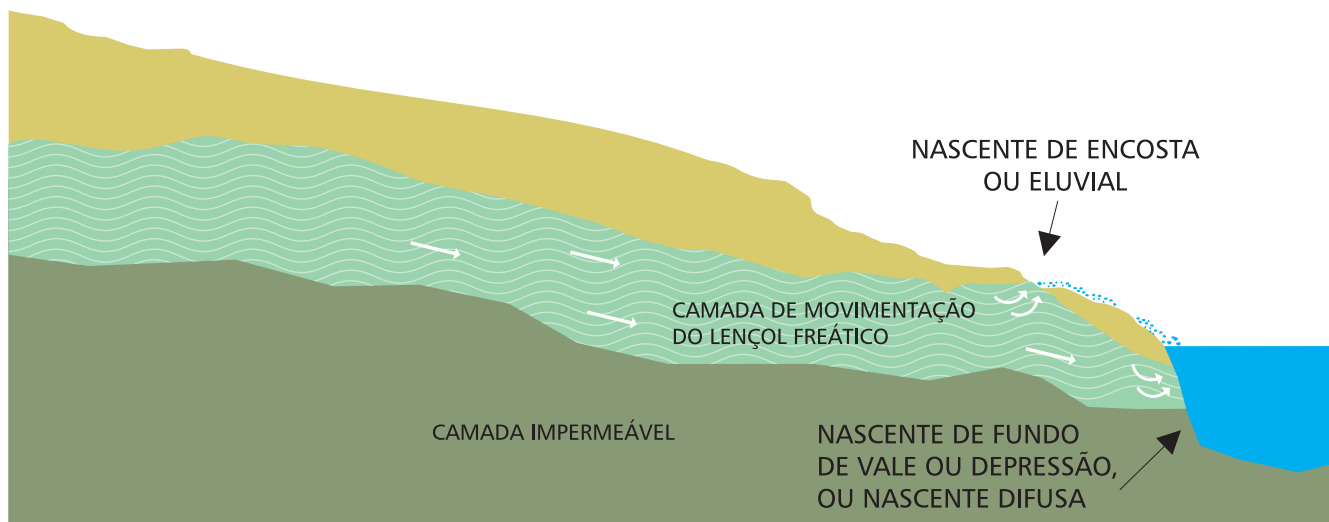 NASCENTE DE ENCOSTA
OU ELUVIAL
CAMADA DE MOVIMENTAÇÃO
DO LENÇOL FREÁTICO
CAMADA IMPERMEÁVEL
NASCENTE DE FUNDO
DE VALE OU DEPRESSÃO,
OU NASCENTE DIFUSA